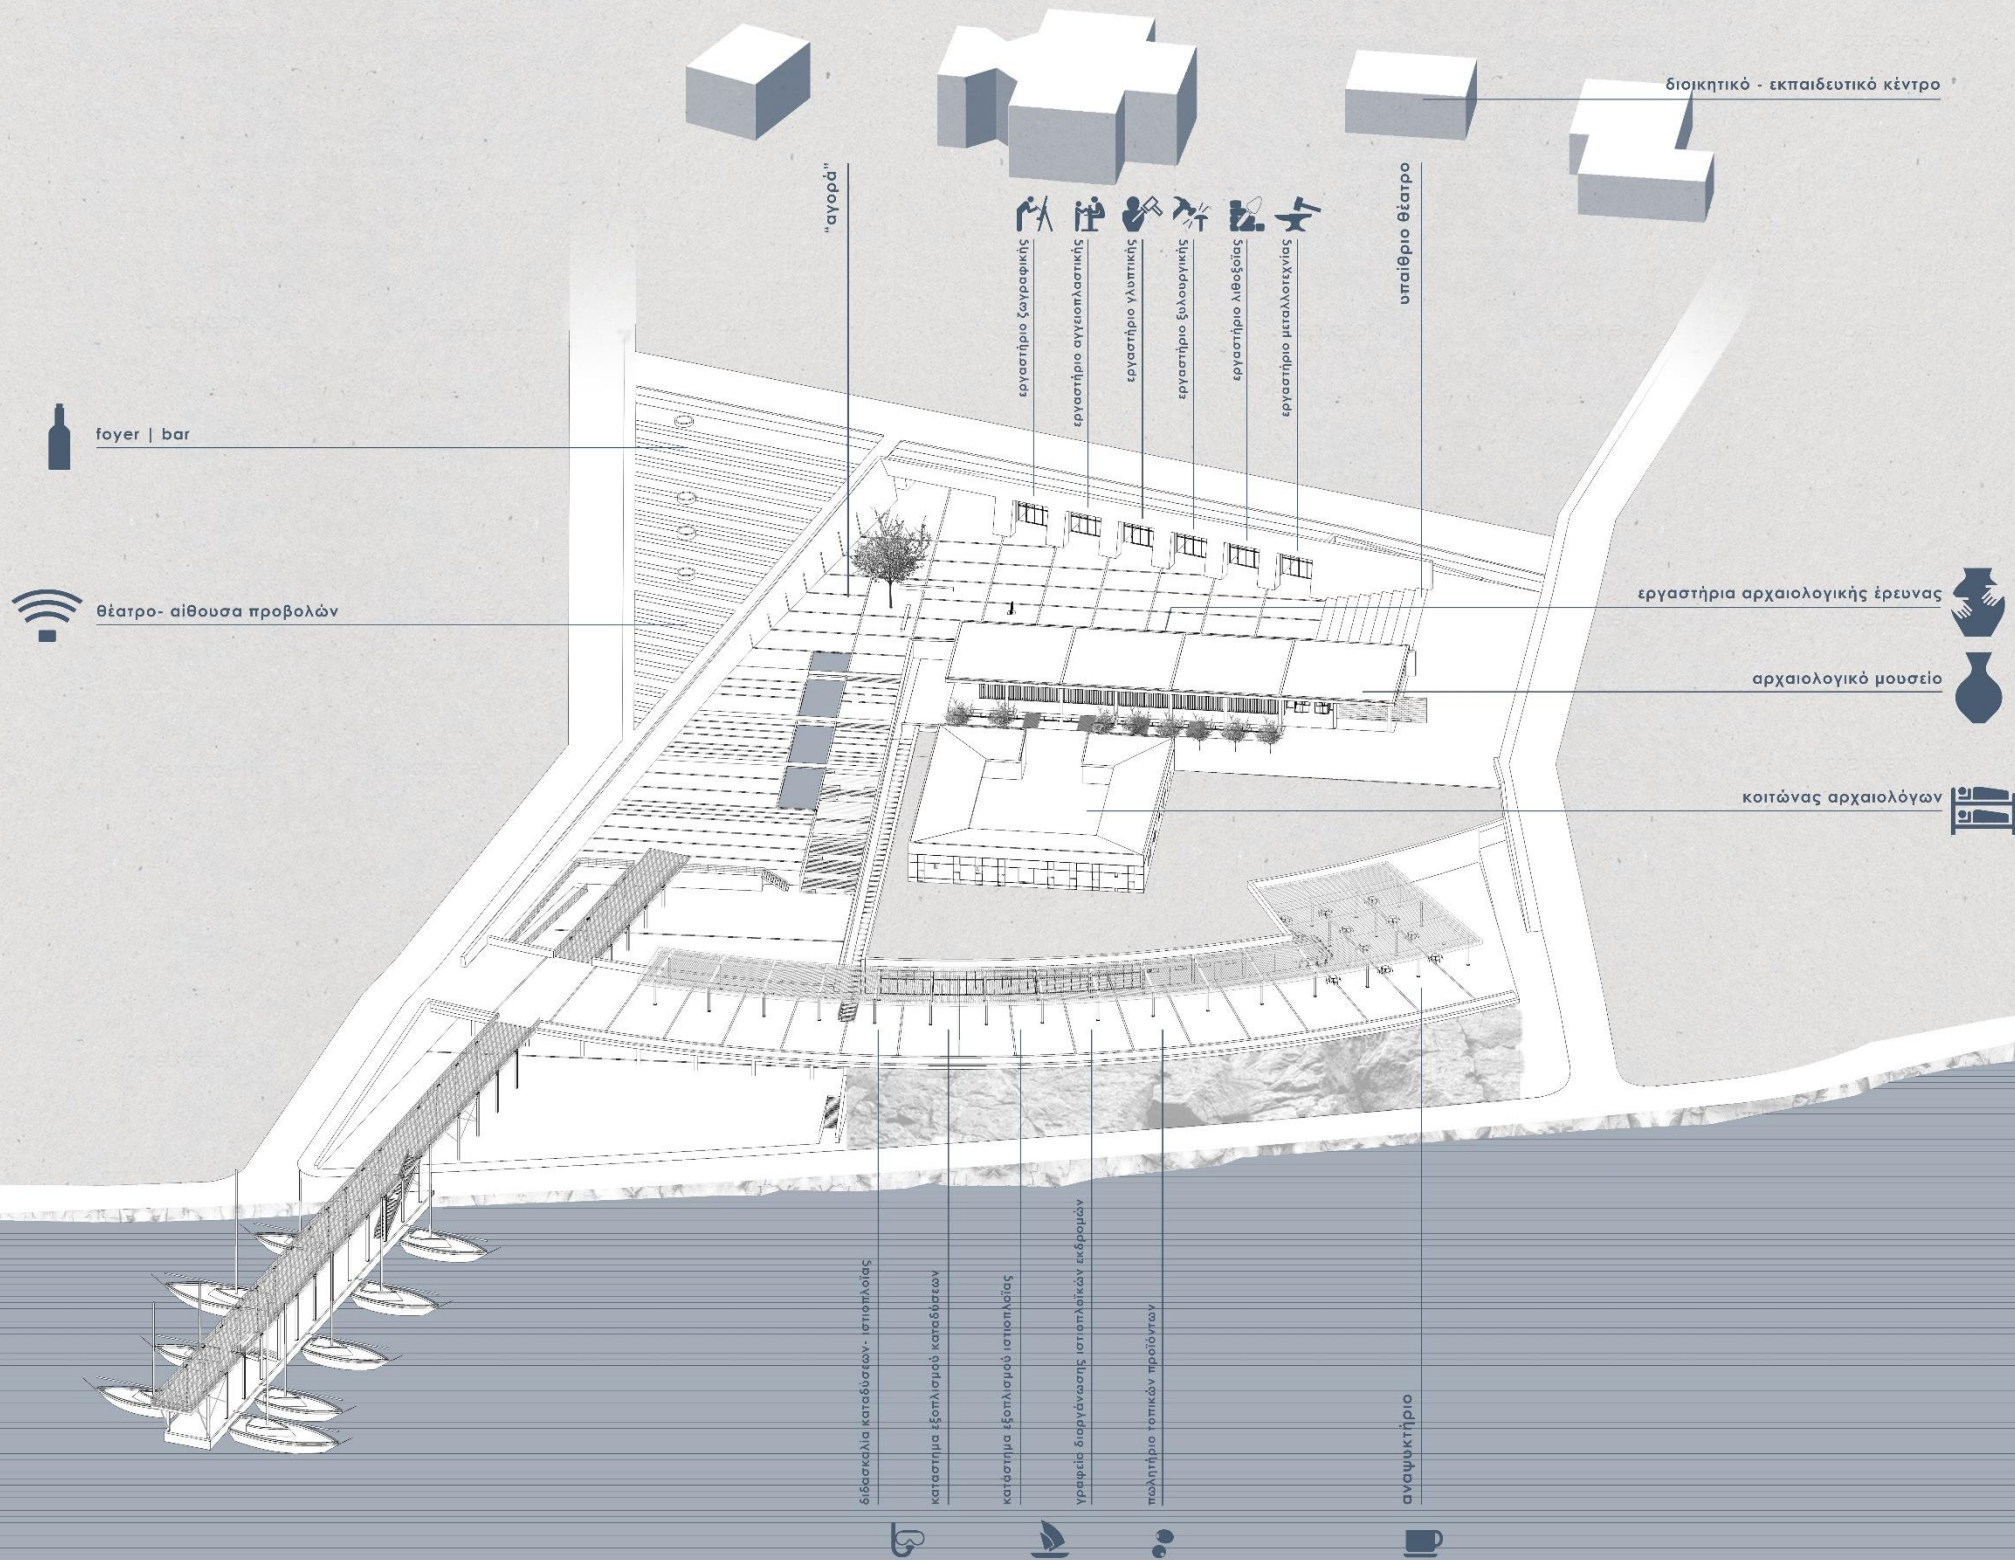 διοικητικό - εκπαιδευτικό κέντρο
"αγορά"
εργαστήριο ζωγραφικής
εργαστήριο αγγειοπλαστικής
εργαστήριο γλυπτικής
εργαστήριο ξυλουργικής
εργαστήριο λιθοξοΐας
εργαστήριο μεταλλοτεχνίας
υπαίθριο θέατρο
foyer | bar
θέατρο- αίθουσα προβολών
εργαστήρια αρχαιολογικής έρευνας
αρχαιολογικό μουσείο
κοιτώνας αρχαιολόγων
διδασκαλία καταδύσεων- ιστιοπλοΐας
καταστημα εξοπλισμού καταδύσεων
κατάστημα εξοπλισμού ιστιοπλοΐας
γραφείο διοργάνωσης ιστιοπλοϊκών εκδρομών
πωλητήριο τοπικών προϊόντων
αναψυκτήριο